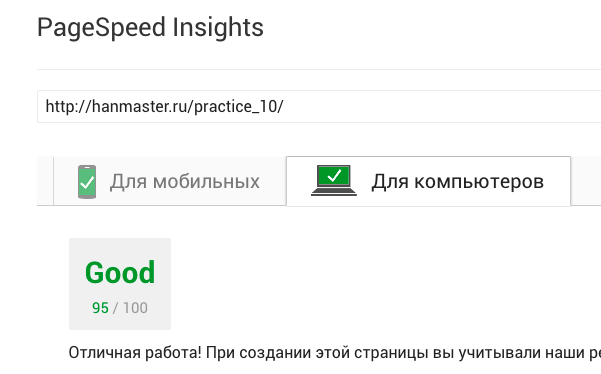 PageSpeed Insights
http://hanmaster.ru/practice_10/
Для мобильных
Для компьютеров
Good
95 / 100
Отличная работа! При создании этой страницы вы учитывали наши